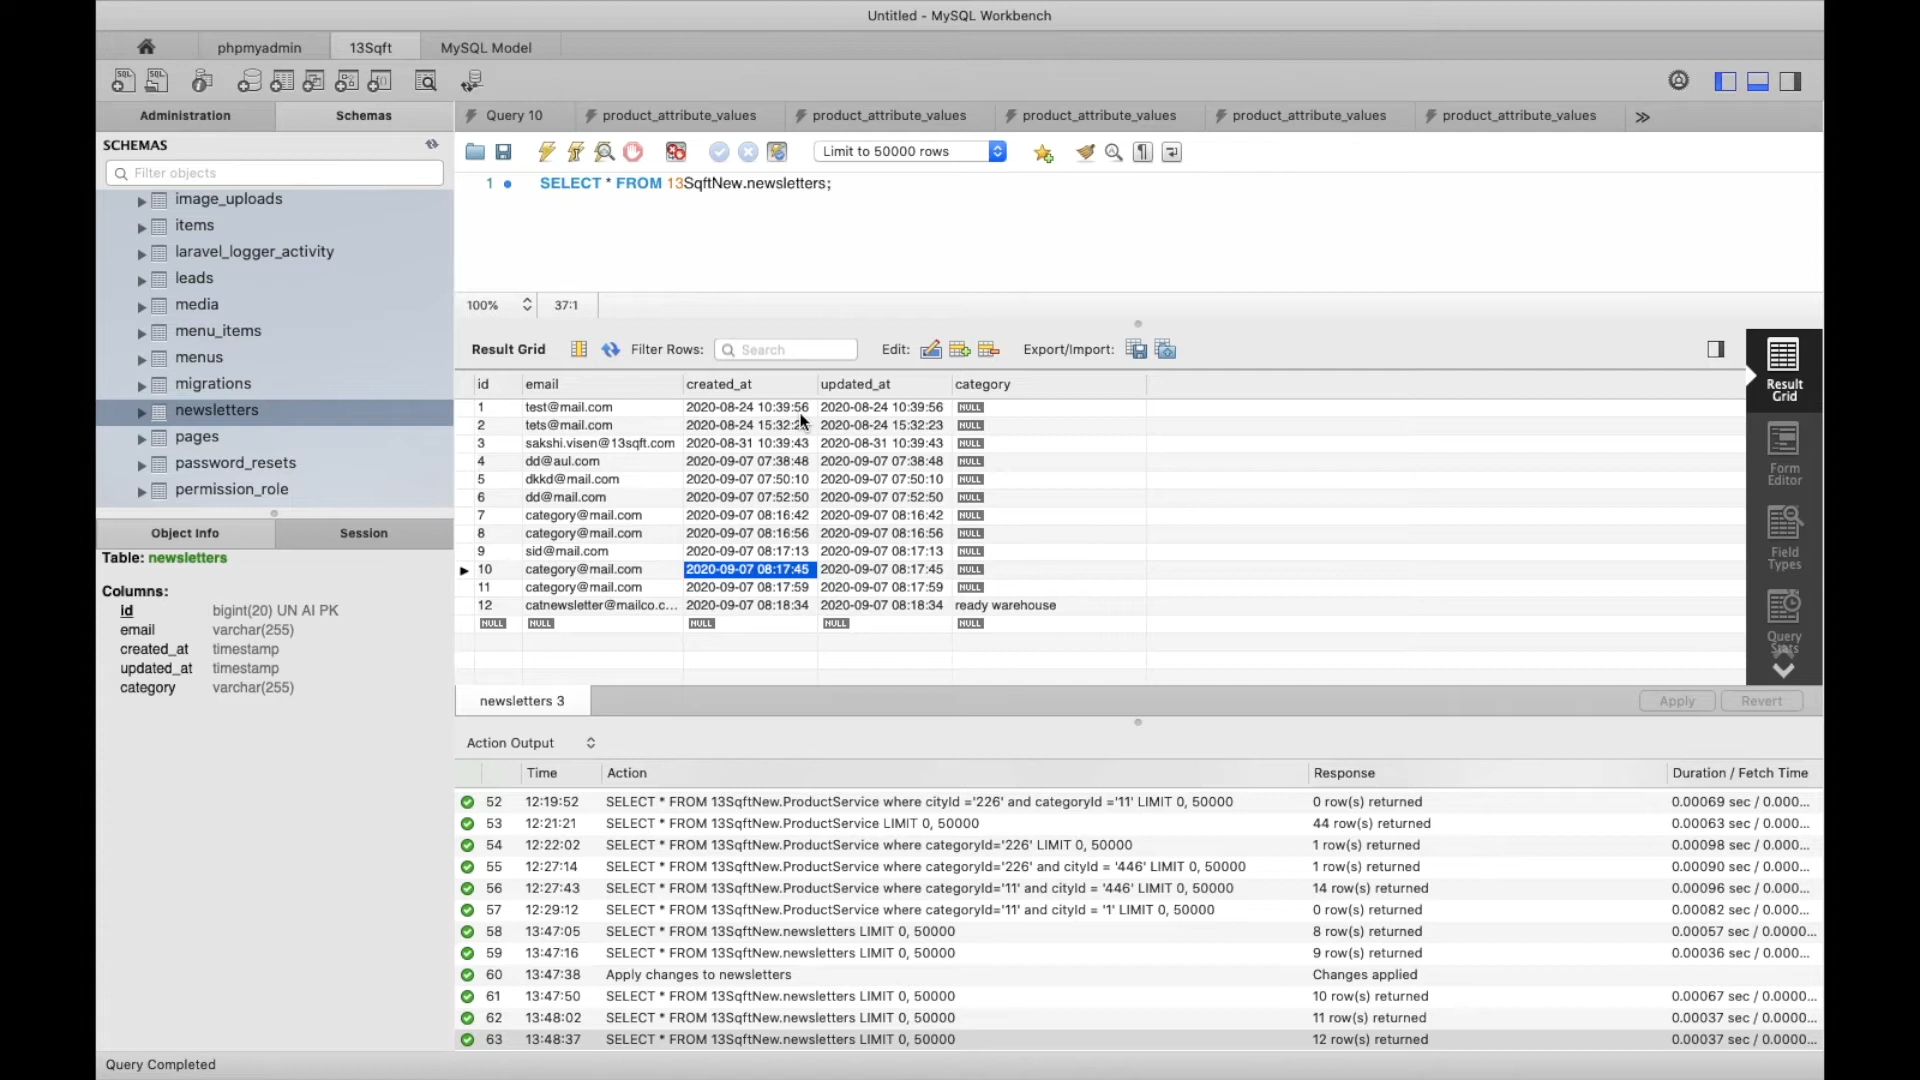 Untitled - MySQL Workbench
phpmyadmin 13Sqft MySQL Model
Administration Schemas
Query 10 product_attribute_values product_attribute_values product_attribute_values product_attribute_values product_attribute_values
SCHEMAS
Filter objects
image_uploads
items
laravel_logger_activity
leads
media
menu_items
menus
migrations
newsletters
pages
password_resets
permission_role
Object Info Session
Table: newsletters
Columns:
id bigint(20) UN AI PK
email varchar(255)
created_at timestamp
updated_at timestamp
category varchar(255)
Limit to 50000 rows
1 SELECT * FROM 13SqftNew.newsletters;
100% 37:1
Result Grid Filter Rows: Search Edit: Export/Import:
id email created_at updated_at category
1 test@mail.com 2020-08-24 10:39:56 2020-08-24 10:39:56 NULL
2 tets@mail.com 2020-08-24 15:32:2 2020-08-24 15:32:23 NULL
3 sakshi.visen@13sqft.com 2020-08-31 10:39:43 2020-08-31 10:39:43 NULL
4 dd@aul.com 2020-09-07 07:38:48 2020-09-07 07:38:48 NULL
5 dkkd@mail.com 2020-09-07 07:50:10 2020-09-07 07:50:10 NULL
6 dd@mail.com 2020-09-07 07:52:50 2020-09-07 07:52:50 NULL
7 category@mail.com 2020-09-07 08:16:42 2020-09-07 08:16:42 NULL
8 category@mail.com 2020-09-07 08:16:56 2020-09-07 08:16:56 NULL
9 sid@mail.com 2020-09-07 08:17:13 2020-09-07 08:17:13 NULL
10 category@mail.com 2020-09-07 08:17:45 2020-09-07 08:17:45 NULL
11 category@mail.com 2020-09-07 08:17:59 2020-09-07 08:17:59 NULL
12 catnewsletter@mailco.c... 2020-09-07 08:18:34 2020-09-07 08:18:34 ready warehouse
NULL NULL NULL NULL NULL
Result
Grid
Form
Editor
Field
Types
Query
Stats
newsletters 3 Apply Revert
Action Output
Time Action Response Duration / Fetch Time
52 12:19:52 SELECT * FROM 13SqftNew.ProductService where cityId ='226' and categoryId ='11' LIMIT 0, 50000 0 row(s) returned 0.00069 sec / 0.000...
53 12:21:21 SELECT * FROM 13SqftNew.ProductService LIMIT 0, 50000 44 row(s) returned 0.00063 sec / 0.000...
54 12:22:02 SELECT * FROM 13SqftNew.ProductService where categoryId='226' LIMIT 0, 50000 1 row(s) returned 0.00098 sec / 0.000...
55 12:27:14 SELECT * FROM 13SqftNew.ProductService where categoryId='226' and cityId = '446' LIMIT 0, 50000 1 row(s) returned 0.00090 sec / 0.000...
56 12:27:43 SELECT * FROM 13SqftNew.ProductService where categoryId='11' and cityId = '446' LIMIT 0, 50000 14 row(s) returned 0.00096 sec / 0.000...
57 12:29:12 SELECT * FROM 13SqftNew.ProductService where categoryId='11' and cityId = '1' LIMIT 0, 50000 0 row(s) returned 0.00082 sec / 0.000...
58 13:47:05 SELECT * FROM 13SqftNew.newsletters LIMIT 0, 50000 8 row(s) returned 0.00057 sec / 0.0000...
59 13:47:16 SELECT * FROM 13SqftNew.newsletters LIMIT 0, 50000 9 row(s) returned 0.00036 sec / 0.000...
60 13:47:38 Apply changes to newsletters Changes applied
61 13:47:50 SELECT * FROM 13SqftNew.newsletters LIMIT 0, 50000 10 row(s) returned 0.00067 sec / 0.0000...
62 13:48:02 SELECT * FROM 13SqftNew.newsletters LIMIT 0, 50000 11 row(s) returned 0.00037 sec / 0.0000...
63 13:48:37 SELECT * FROM 13SqftNew.newsletters LIMIT 0, 50000 12 row(s) returned 0.00037 sec / 0.0000...
Query Completed